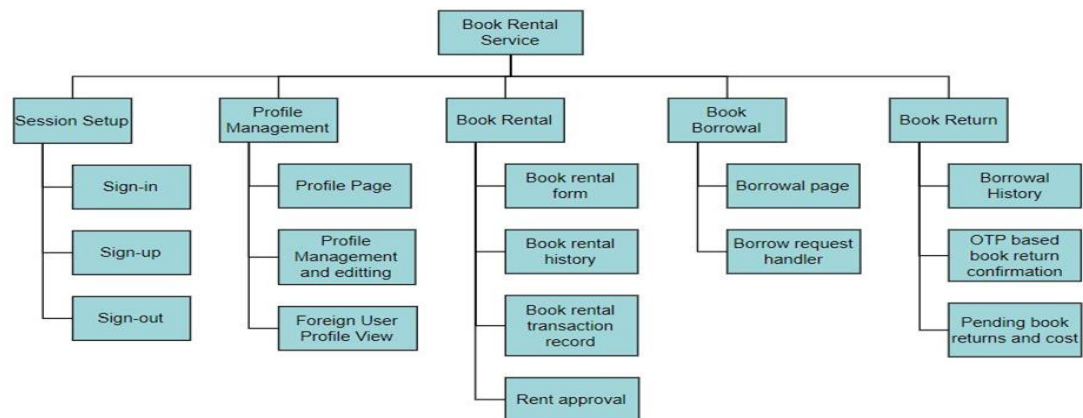 Book Rental
Service
Session Setup
Profile
Management
Book Rental
Book
Borrowal
Book Return
Sign-in
Sign-up
Sign-out
Profile Page
Profile
Management
and editting
Foreign User
Profile View
Book rental
form
Book rental
history
Book rental
transaction
record
Rent approval
Borrowal page
Borrow request
handler
Borrowal
History
OTP based
book return
confirmation
Pending book
returns and cost